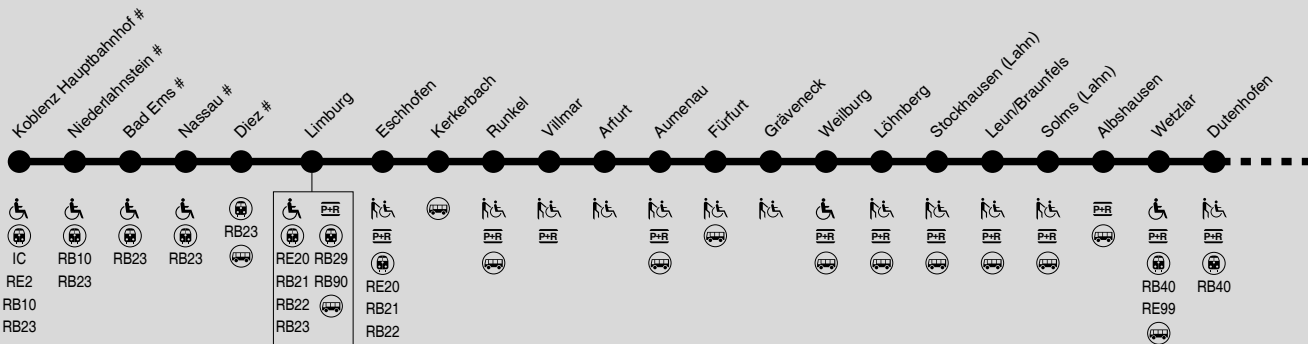 Koblenz Hauptbahnhof #
Niederlahnstein #
Bad Ems #
Nassau #
Diez #
Limburg
Eschhofen
Kerkerbach
Runkel
Villmar
Arfurt
Aumenau
Fürfurt
Gräveneck
Weilburg
Löhnberg
Stockhausen (Lahn)
Leun/Braunfels
Solms (Lahn)
Albshausen
Wetzlar
Dutenhofen
IC
RE2
RB10
RB23
RB10
RB23
RB23
RB23
RB23
P+R
RE20 RB29
RB21 RB90
RB22
RB23
P+R
RE20
RB21
RB22
P+R
P+R
P+R
P+R
P+R
P+R
P+R
P+R
P+R
P+R
RB40
RE99
P+R
RB40